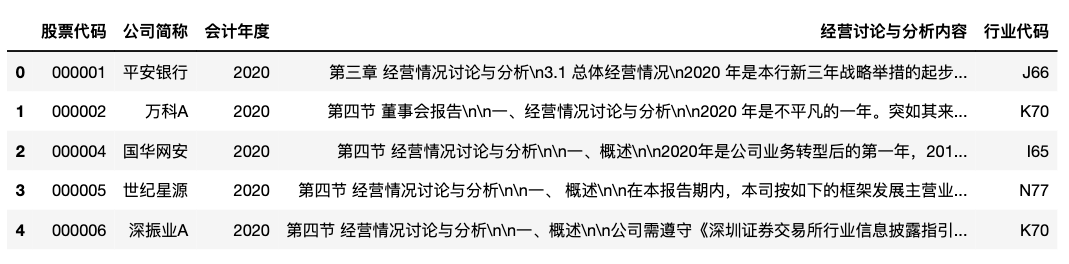 股票代码 公司简称 会计年度 经营讨论与分析内容 行业代码
0 000001 平安银行 2020 第三章 经营情况讨论与分析\n3.1 总体经营情况\n2020 年是本行新三年战略举措的起步... J66
1 000002 万科A 2020 第四节 董事会报告\n\n一、经营情况讨论与分析\n\n2020 年是不平凡的一年。突如其来... K70
2 000004 国华网安 2020 第四节 经营情况讨论与分析\n\n一、概述\n\n2020年是公司业务转型后的第一年，201... I65
3 000005 世纪星源 2020 第四节 经营情况讨论与分析\n\n一、 概述\n\n在本报告期内，本司按如下的框架发展主营业... N77
4 000006 深振业A 2020 第四节 经营情况讨论与分析\n\n一、概述\n\n公司需遵守《深圳证券交易所行业信息披露指引... K70